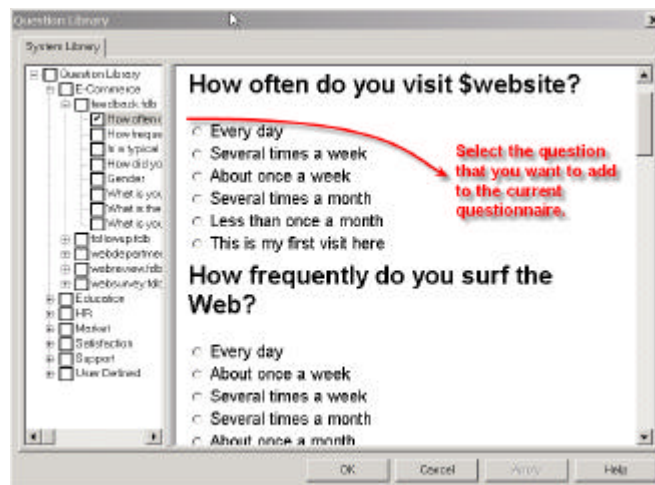 Question Library
System Library
Question Library
E-Commerce
feedback.fdb
How often
How freque
Is a typical
How did yo
Gender
What is you
What is the
What is you
followup.fdb
webdepartme
webreview.fdb
websurvey.fdb
Education
HR
Market
Satisfaction
Support
User Defined
How often do you visit $website?
Every day
Several times a week
About once a week
Several times a month
Less than once a month
This is my first visit here
Select the question
that you want to add
to the current
questionnaire.
How frequently do you surf the
Web?
Every day
About once a week
Several times a week
Several times a month
About once a month
OK
Cancel
Apply
Help